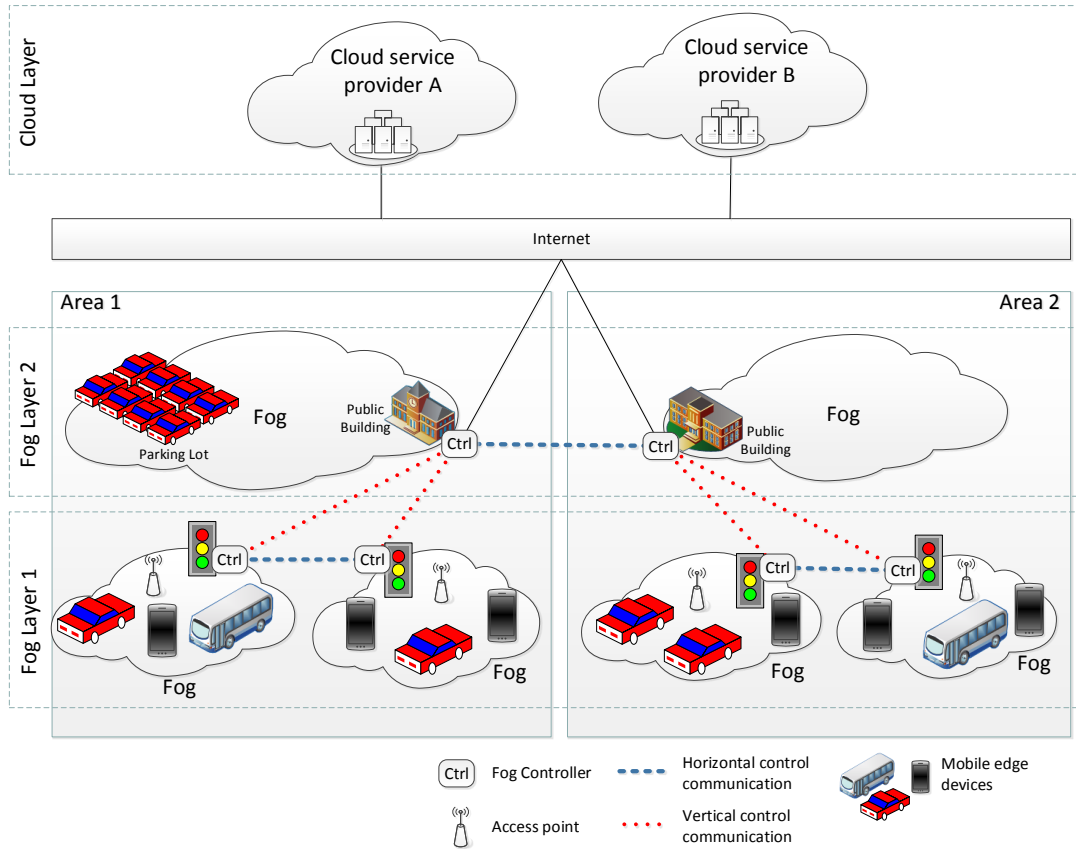 Cloud Layer
Cloud service
provider A
Cloud service
provider B
Internet
Area 1
Area 2
Fog Layer 2
Parking Lot
Fog
Public
Building
Ctrl
Ctrl
Public
Building
Fog
Fog Layer 1
Ctrl
Ctrl
Ctrl
Ctrl
Fog
Fog
Fog
Fog
Ctrl
Fog Controller
Horizontal control
communication
Mobile edge
devices
Access point
Vertical control
communication